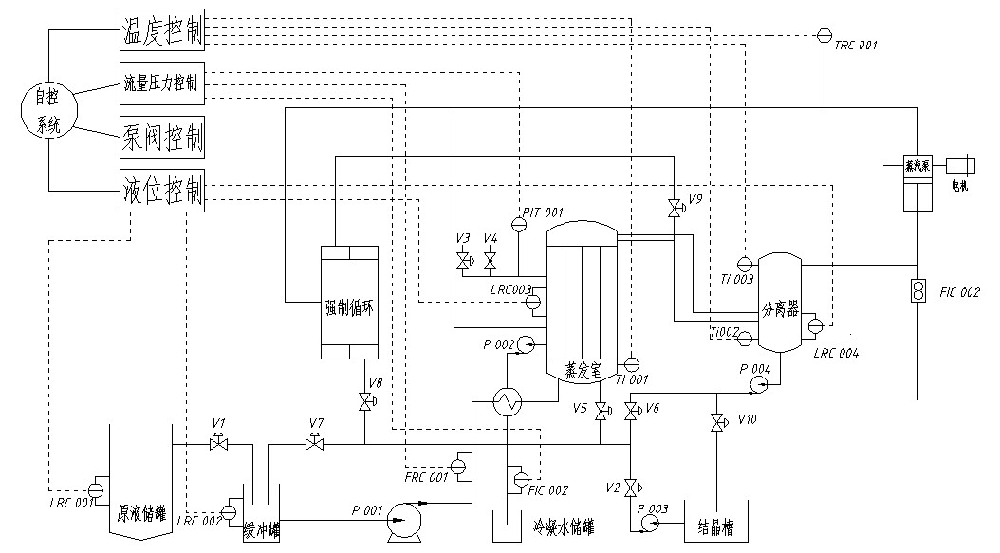 温度控制
TRC 001
流量压力控制
自控
系统
泵阀控制
蒸汽泵
电机
液位控制
PIT 001
V9
V3
V4
Ti 003
LRC003
FIC 002
强制循环
分离器
Ti002
P 002
LRC 004
蒸发室
TI 001
P 004
V8
V5
V6
V10
V1
V7
FRC 001
FIC 002
V2
LRC 001
原液储罐
LRC 002
缓冲罐
P 001
冷凝水储罐
P 003
结晶槽